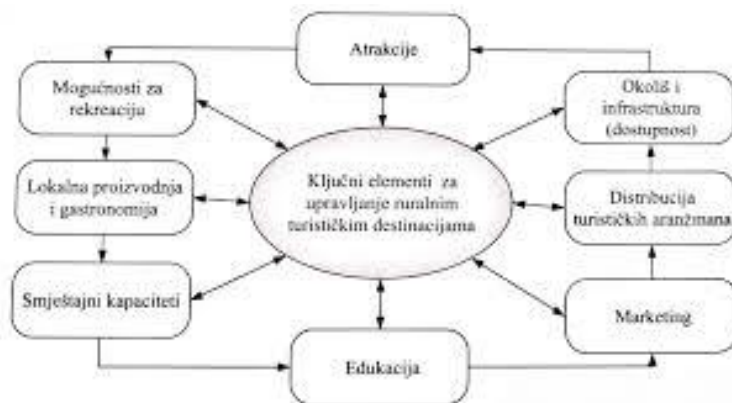 Atrakcije
Mogućnosti za
rekreaciju
Okoliš i
infrastruktura
(dostupnost)
Lokalna proizvodnja
i gastronomija
Ključni elementi za
upravljanje ruralnim
turističkim destinacijama
Distribucija
turističkih aranžmana
Smještajni kapaciteti
Marketing
Edukacija